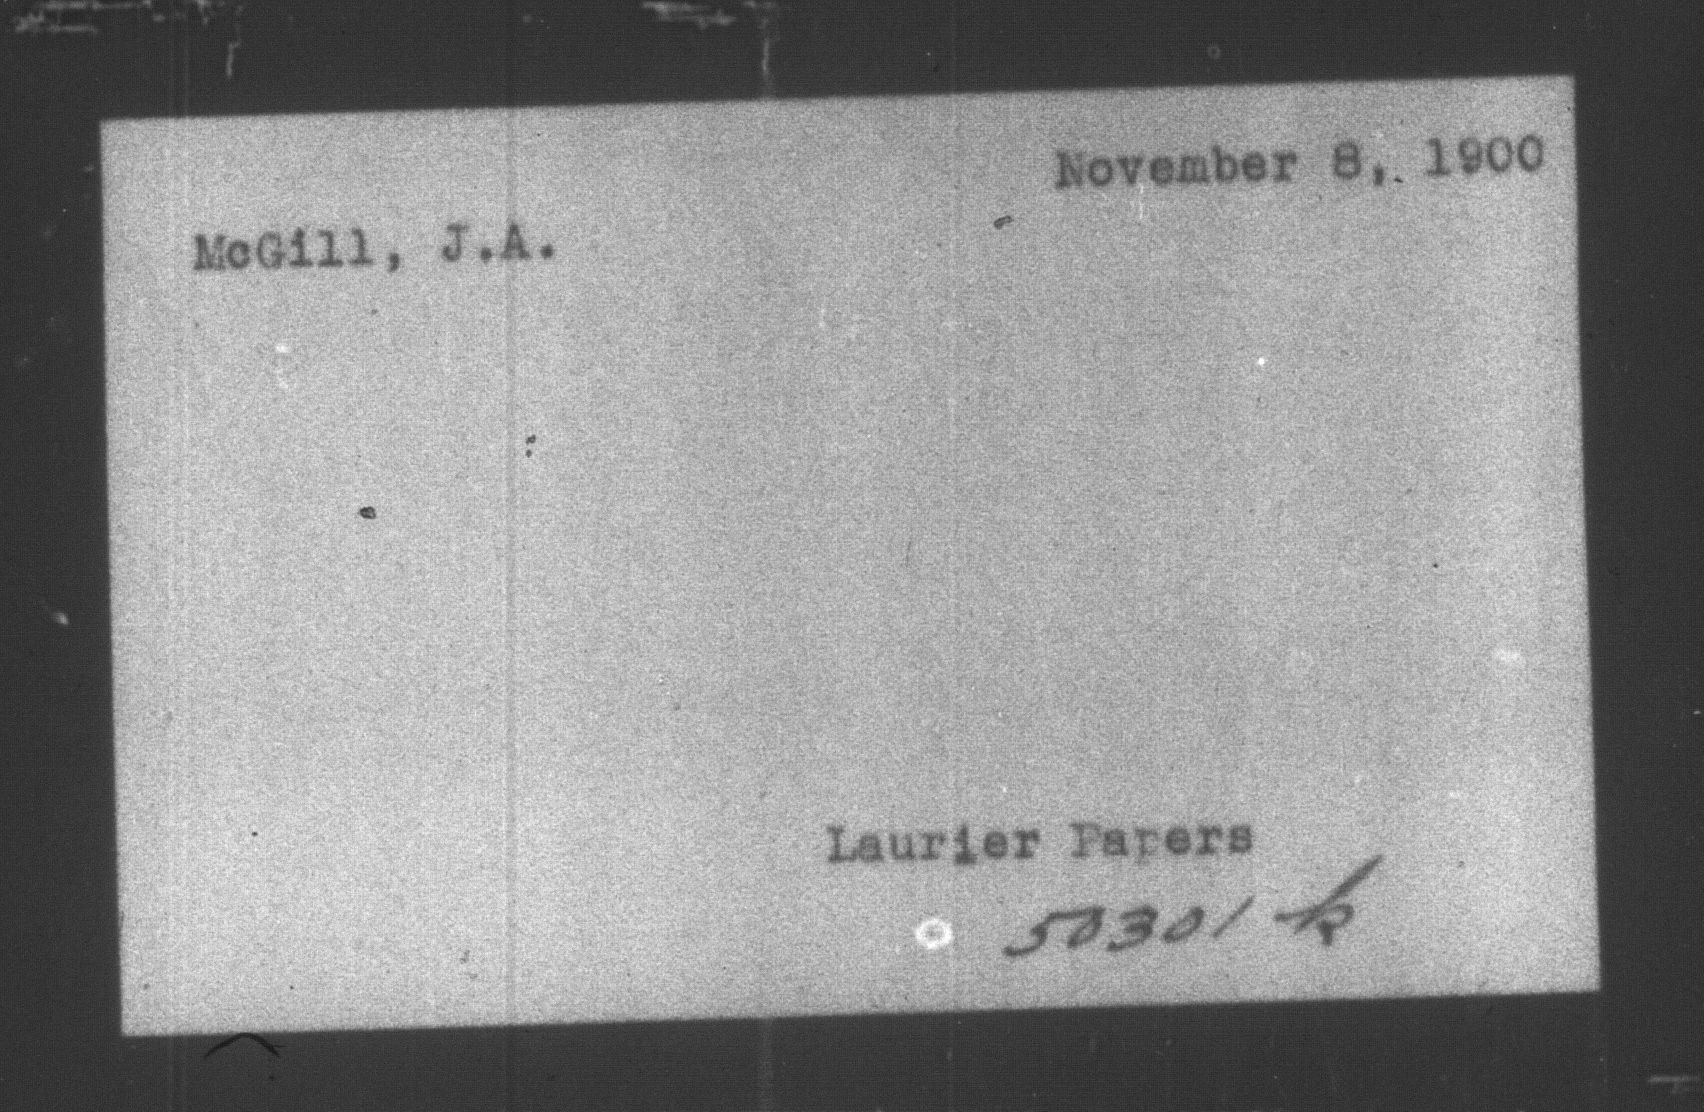 November 8, 1900
McGill, J.A.
Laurier Papers
50301 k